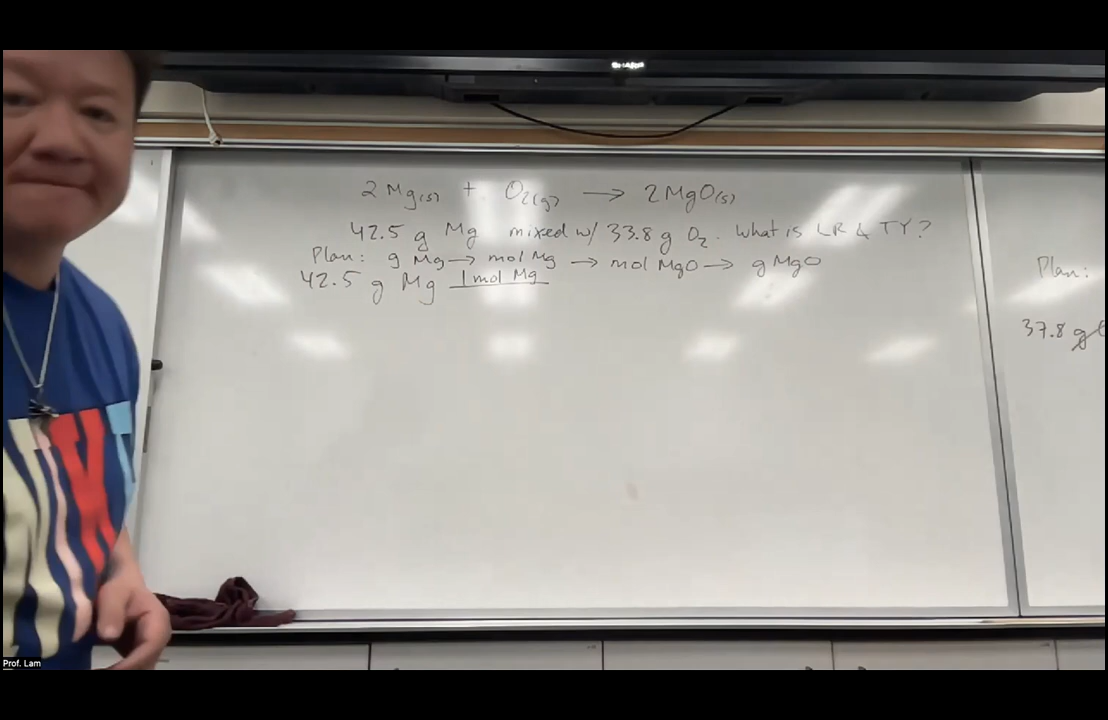 SHARP
2 Mg(s) + O₂(g) → 2 MgO(s)
42.5 g Mg mixed w/ 33.8 g O₂. What is LR & TY?
Plan: g Mg → mol Mg → mol MgO → g MgO
42.5 g Mg 1 mol Mg
Plan:
37.8 g
Prof. Lam